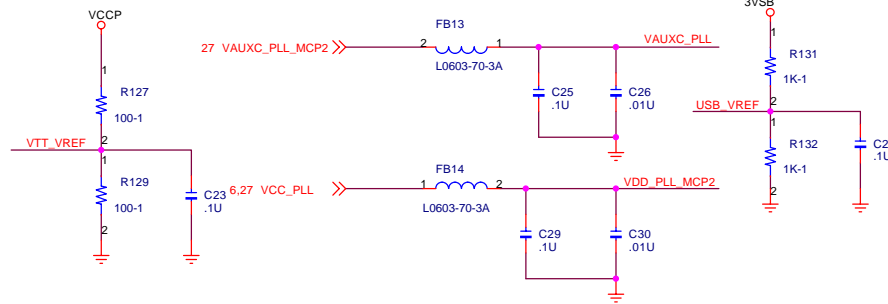 VCCP
1
R127
100-1
2
VTT_VREF
1
R129
100-1
2
C23
.1U
FB13
27 VAUXC_PLL_MCP2
2
1
VAUXC_PLL
L0603-70-3A
C25
.1U
C26
.01U
FB14
6,27 VCC_PLL
1
2
VDD_PLL_MCP2
L0603-70-3A
C29
.1U
C30
.01U
3VSB
1
R131
1K-1
2
USB_VREF
1
R132
1K-1
2
.1U